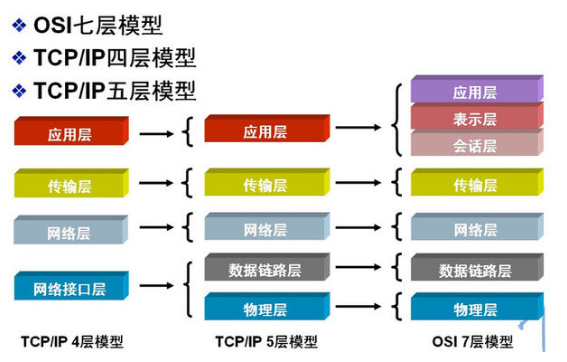 ❖ OSI七层模型
❖ TCP/IP四层模型
❖ TCP/IP五层模型
应用层
应用层
应用层
表示层
会话层
传输层
传输层
传输层
网络层
网络层
网络层
网络接口层
数据链路层
数据链路层
物理层
物理层
TCP/IP 4层模型
TCP/IP 5层模型
OSI 7层模型